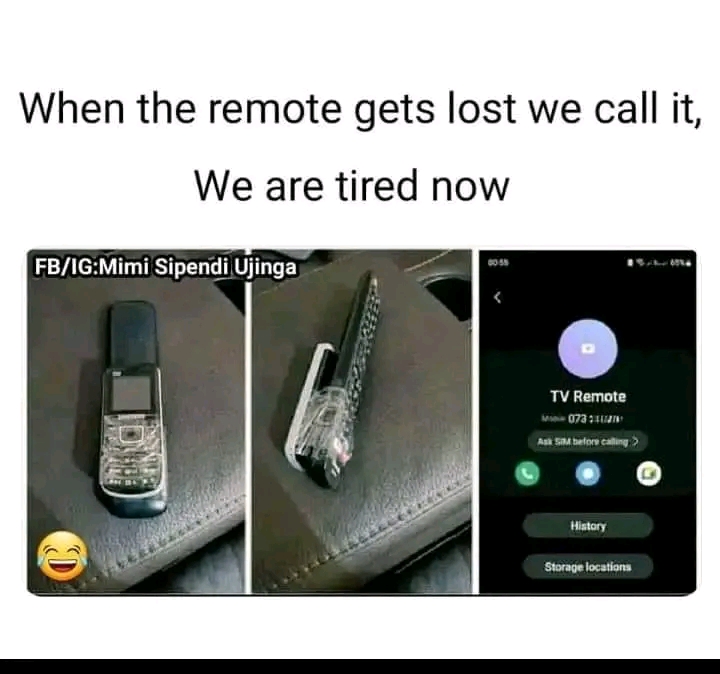 When the remote gets lost we call it,
We are tired now
FB/IG:Mimi Sipendi Ujinga
00:55
65%
TV Remote
Mobile 073
Ask SIM before calling >
History
Storage locations